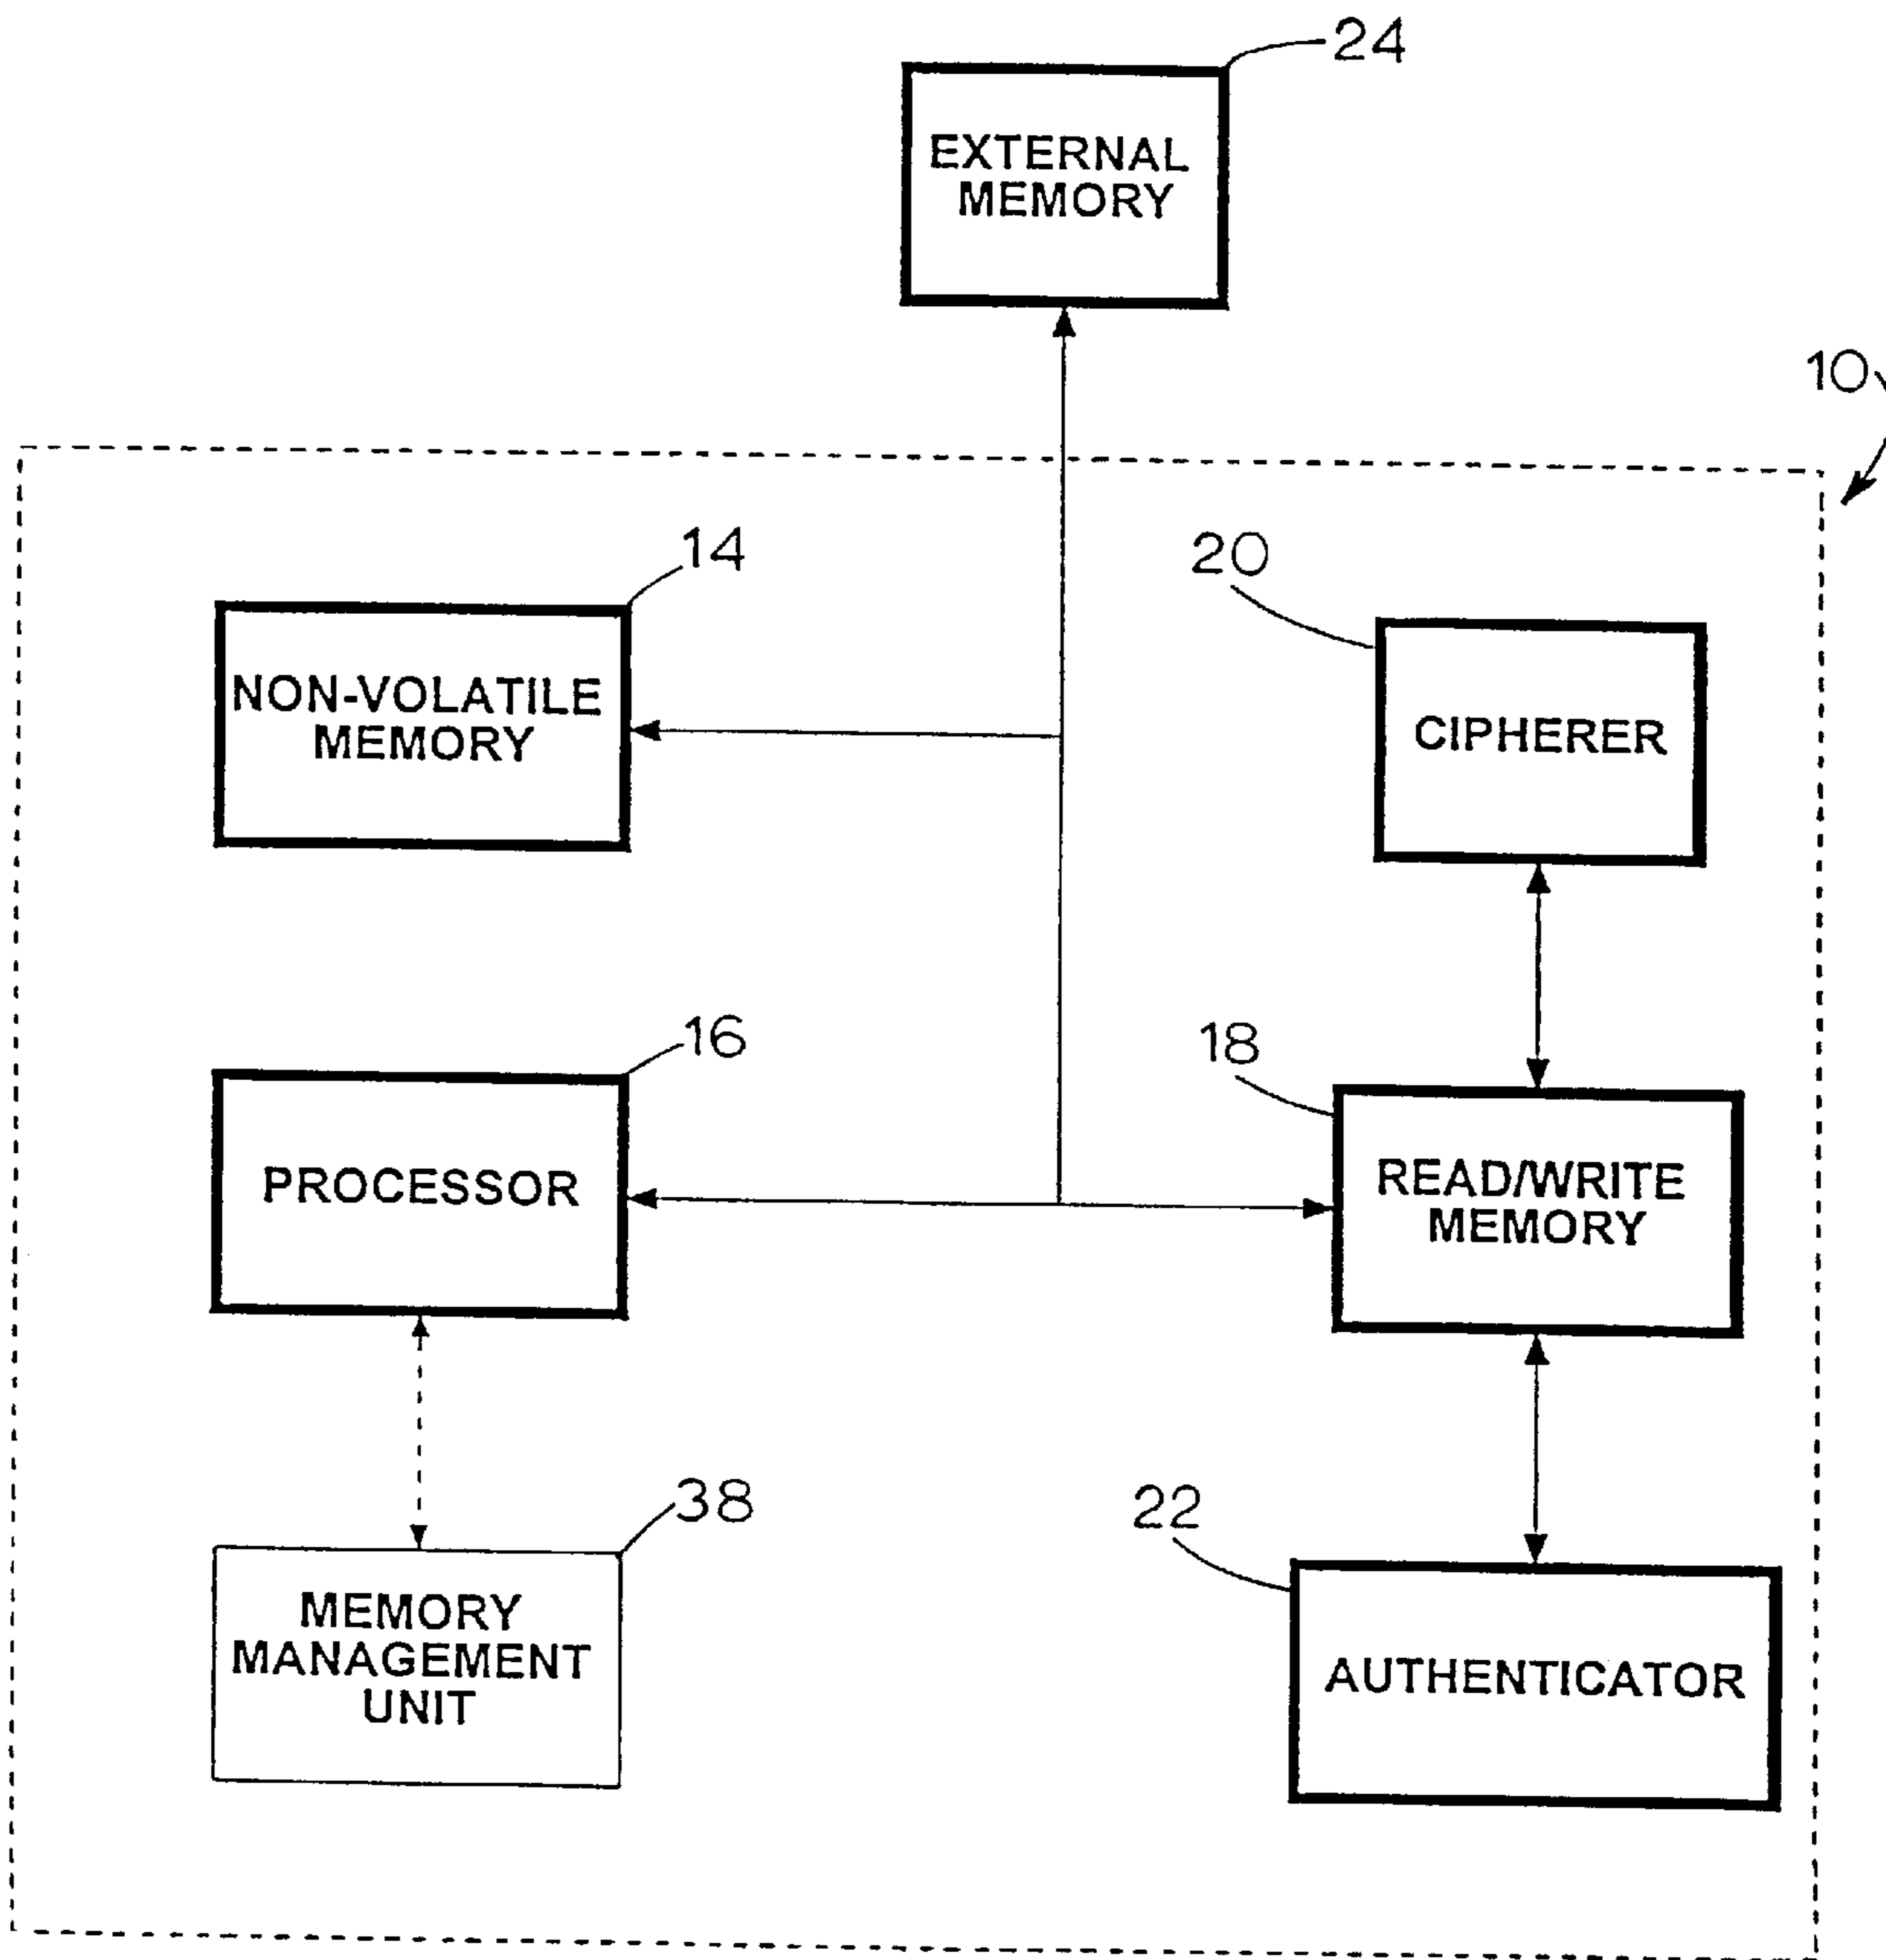 24
EXTERNAL
MEMORY
10
14
20
NON-VOLATILE
MEMORY
CIPHERER
16
18
PROCESSOR
READ/WRITE
MEMORY
38
22
MEMORY
MANAGEMENT
UNIT
AUTHENTICATOR